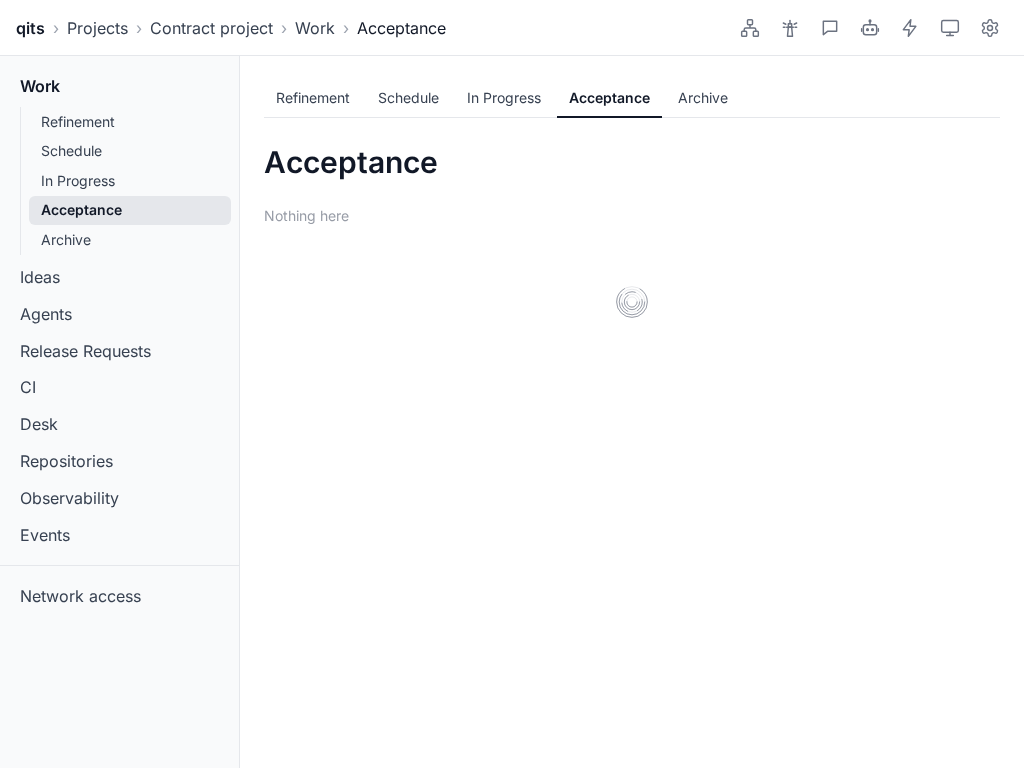 qits › Projects › Contract project › Work › Acceptance
Work
Refinement
Schedule
In Progress
Acceptance
Archive
Ideas
Agents
Release Requests
CI
Desk
Repositories
Observability
Events
Network access
Refinement Schedule In Progress Acceptance Archive
Acceptance
Nothing here